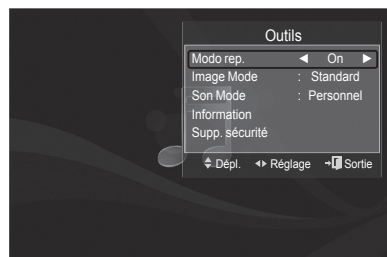 Outils
Modo rep. ◀ On ▶
Image Mode : Standard
Son Mode : Personnel
Information
Supp. sécurité
Dépl. Réglage Sortie